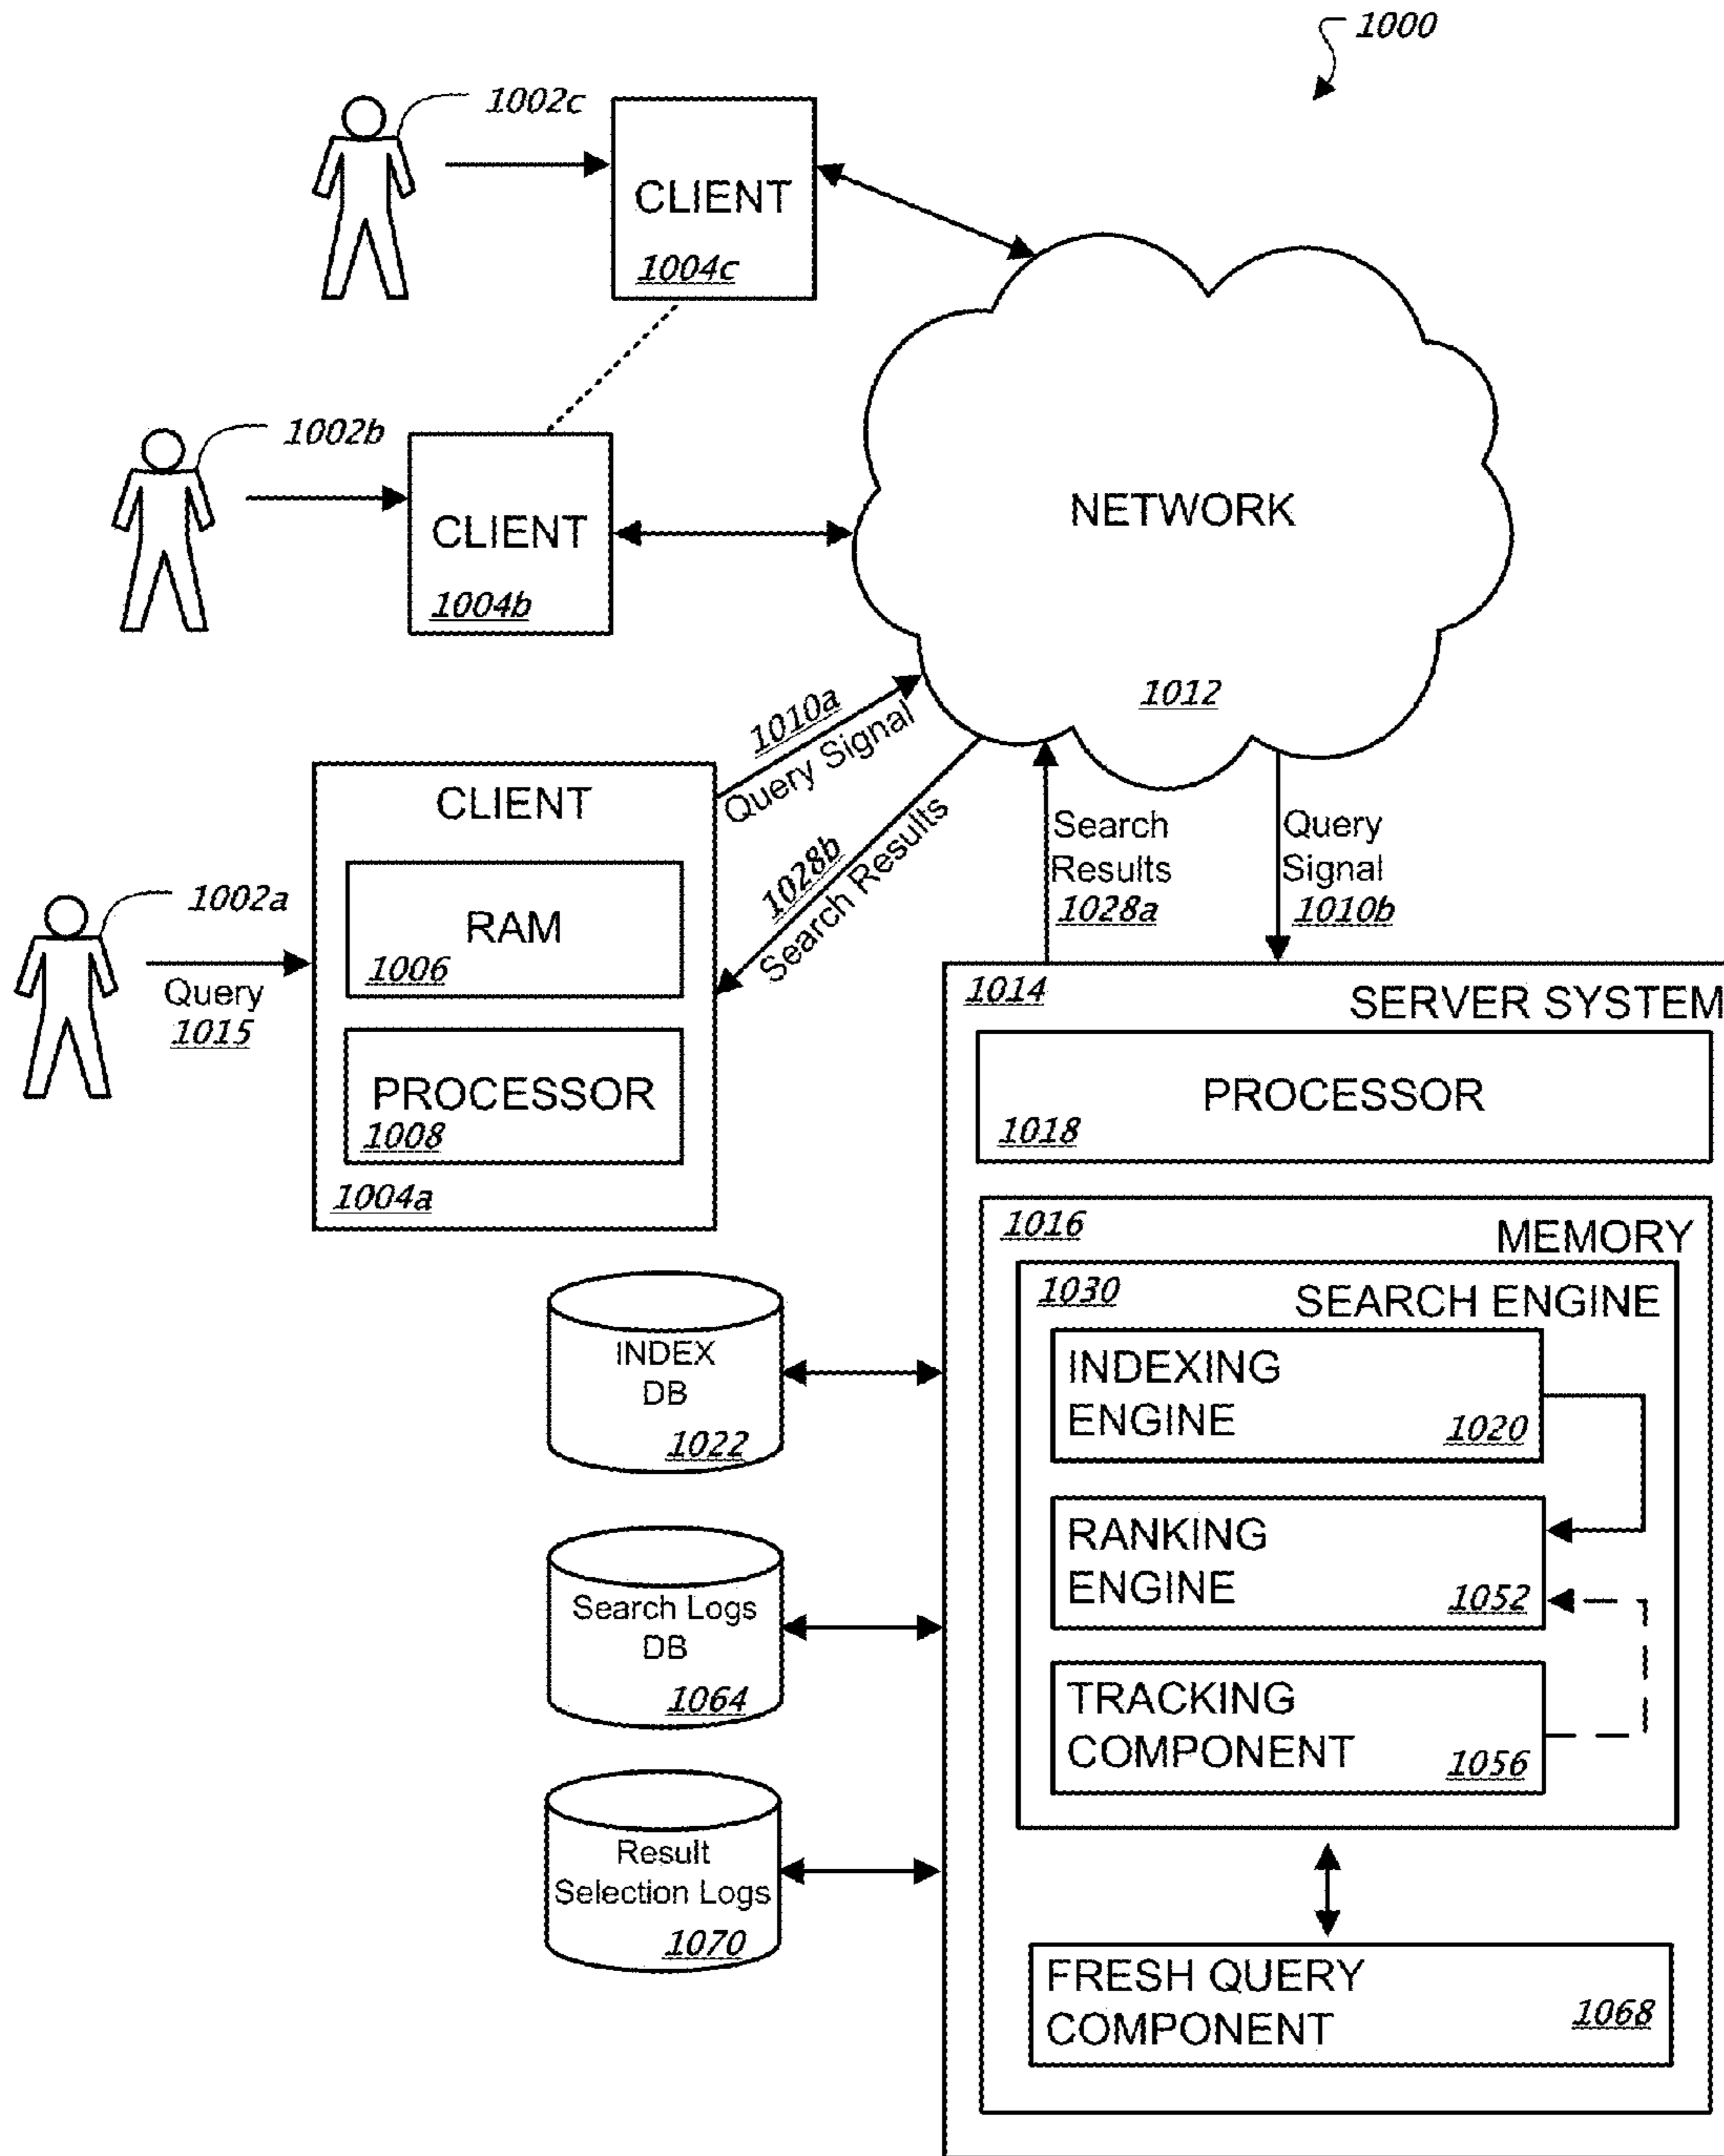 1000
1002c
CLIENT
1004c
1002b
CLIENT
1004b
NETWORK
1012
1010a
Query Signal
1028b
Search Results
Search
Results
1028a
Query
Signal
1010b
CLIENT
RAM
1006
PROCESSOR
1008
1004a
1002a
Query
1015
1014
SERVER SYSTEM
PROCESSOR
1018
1016
MEMORY
1030
SEARCH ENGINE
INDEXING
ENGINE
1020
RANKING
ENGINE
1052
TRACKING
COMPONENT
1056
FRESH QUERY
COMPONENT
1068
INDEX
DB
1022
Search Logs
DB
1064
Result
Selection Logs
1070